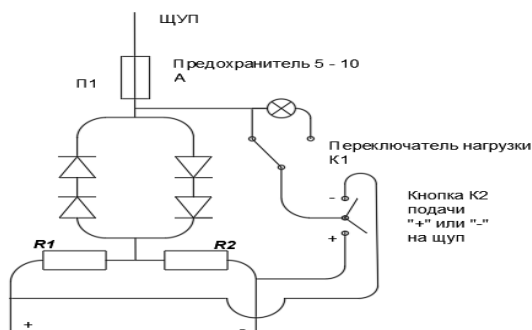 ЩУП
Предохранитель 5 - 10
А
П1
Переключатель нагрузки
К1
-
Кнопка К2
подачи
"+" или "-"
на щуп
+
R1
R2
+
-